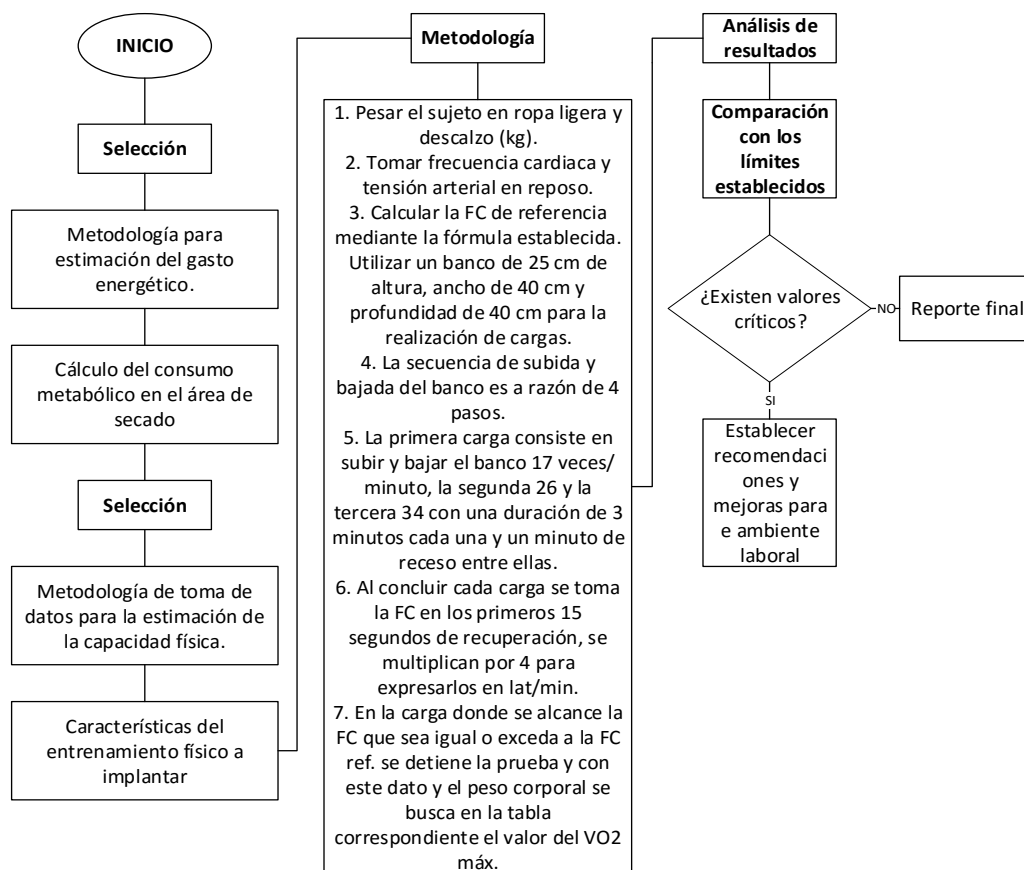 INICIO
Selección
Metodología para
estimación del gasto
energético.
Cálculo del consumo
metabólico en el área de
secado
Selección
Metodología de toma de
datos para la estimación de
la capacidad física.
Características del
entrenamiento físico a
implantar
Metodología
1. Pesar el sujeto en ropa ligera y
descalzo (kg).
2. Tomar frecuencia cardiaca y
tensión arterial en reposo.
3. Calcular la FC de referencia
mediante la fórmula establecida.
Utilizar un banco de 25 cm de
altura, ancho de 40 cm y
profundidad de 40 cm para la
realización de cargas.
4. La secuencia de subida y
bajada del banco es a razón de 4
pasos.
5. La primera carga consiste en
subir y bajar el banco 17 veces/
minuto, la segunda 26 y la
tercera 34 con una duración de 3
minutos cada una y un minuto de
receso entre ellas.
6. Al concluir cada carga se toma
la FC en los primeros 15
segundos de recuperación, se
multiplican por 4 para
expresarlos en lat/min.
7. En la carga donde se alcance la
FC que sea igual o exceda a la FC
ref. se detiene la prueba y con
este dato y el peso corporal se
busca en la tabla
correspondiente el valor del VO2
máx.
Análisis de
resultados
Comparación
con los
límites
establecidos
¿Existen valores
críticos?
NO
Reporte final
SI
Establecer
recomendaci
ones y
mejoras para
e ambiente
laboral